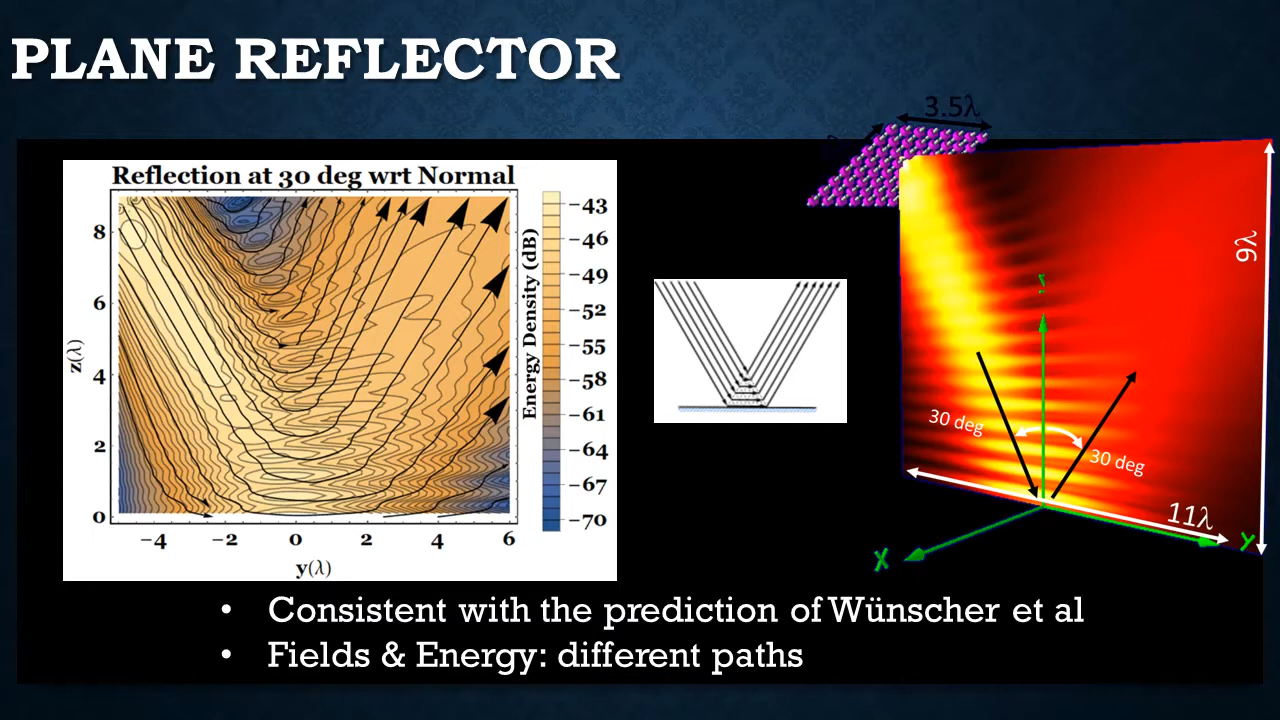 PLANE REFLECTOR
3.5λ
Reflection at 30 deg wrt Normal
8
6
4
2
0
z(λ)
−4
−2
0
2
4
6
y(λ)
Energy Density (dB)
−43
−46
−49
−52
−55
−58
−61
−64
−67
−70
9λ
30 deg
30 deg
11λ
X
Y
• Consistent with the prediction of Wünscher et al
• Fields & Energy: different paths